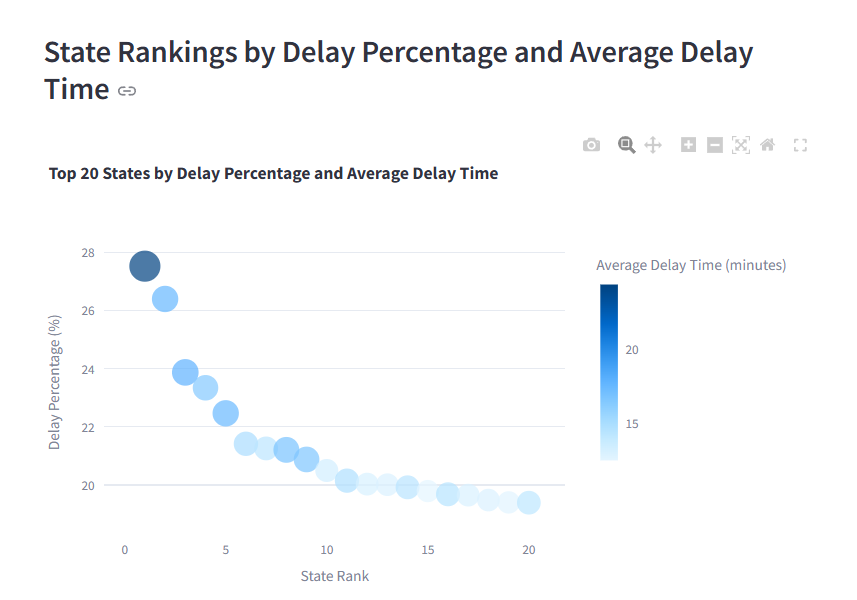 State Rankings by Delay Percentage and Average Delay
Time
Top 20 States by Delay Percentage and Average Delay Time
28
26
24
22
20
Delay Percentage (%)
0
5
10
15
20
State Rank
Average Delay Time (minutes)
20
15